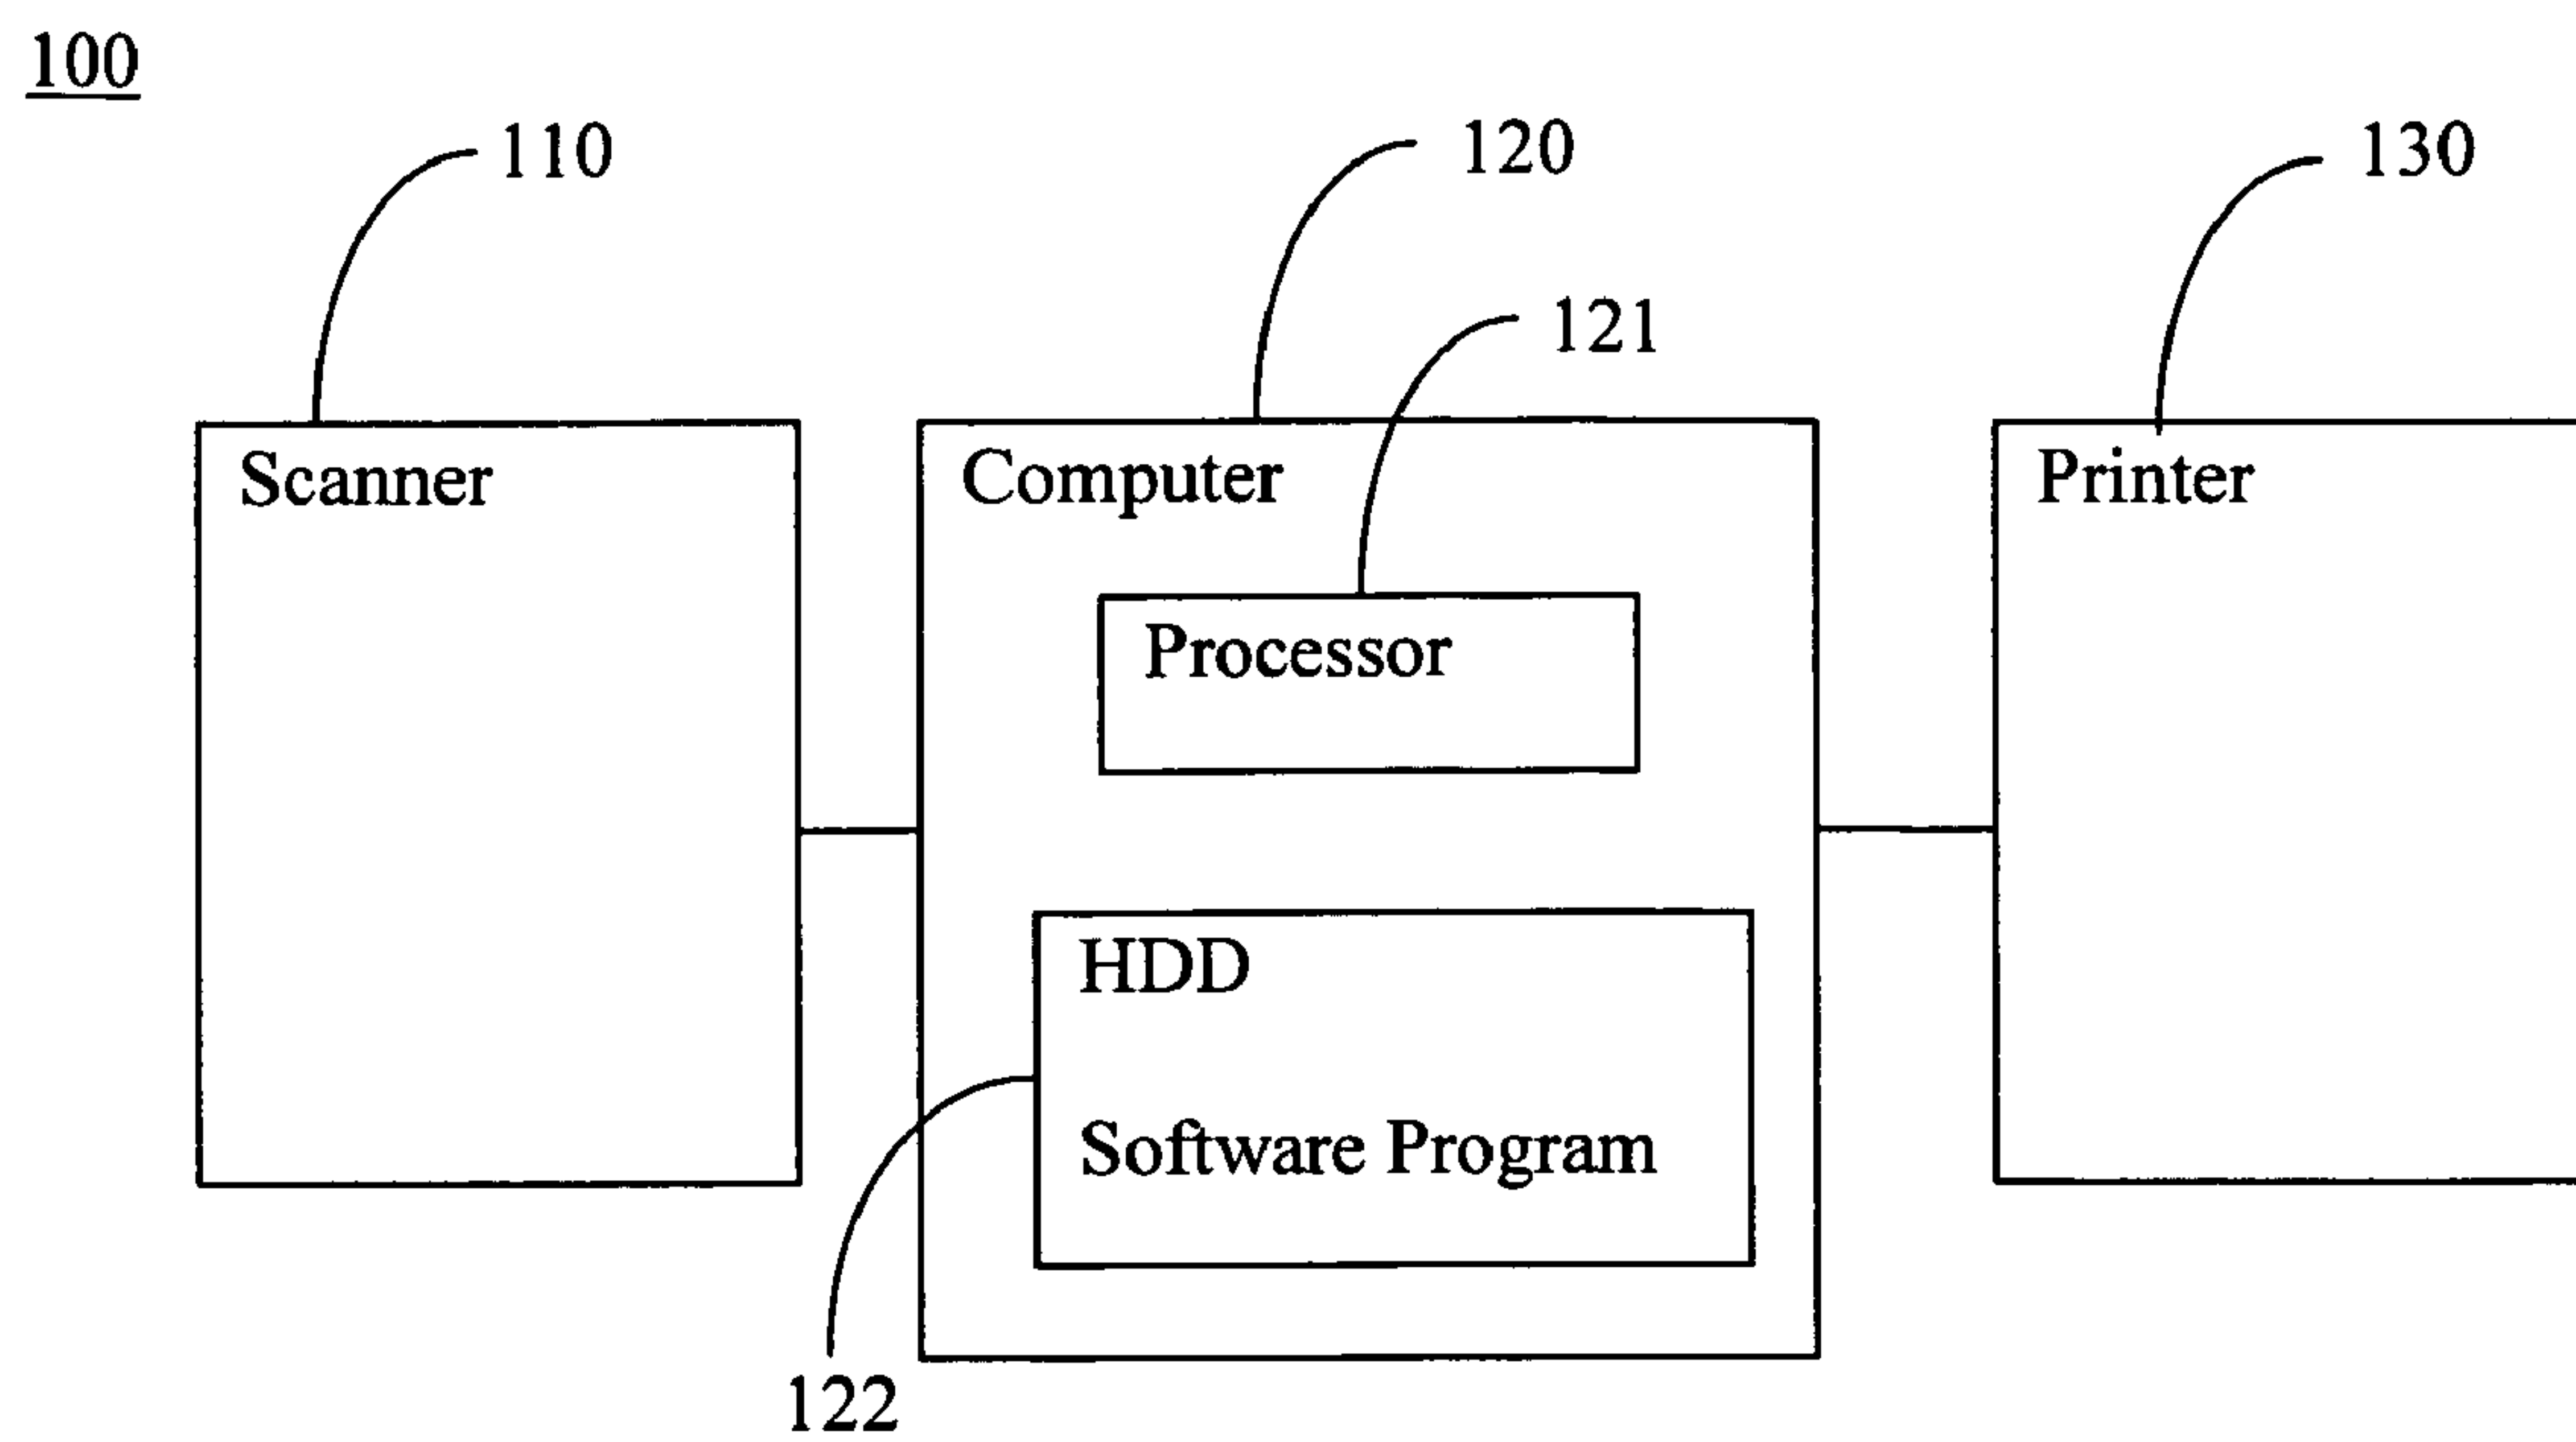 100
110
120
130
121
Scanner
Computer
Printer
Processor
HDD
Software Program
122